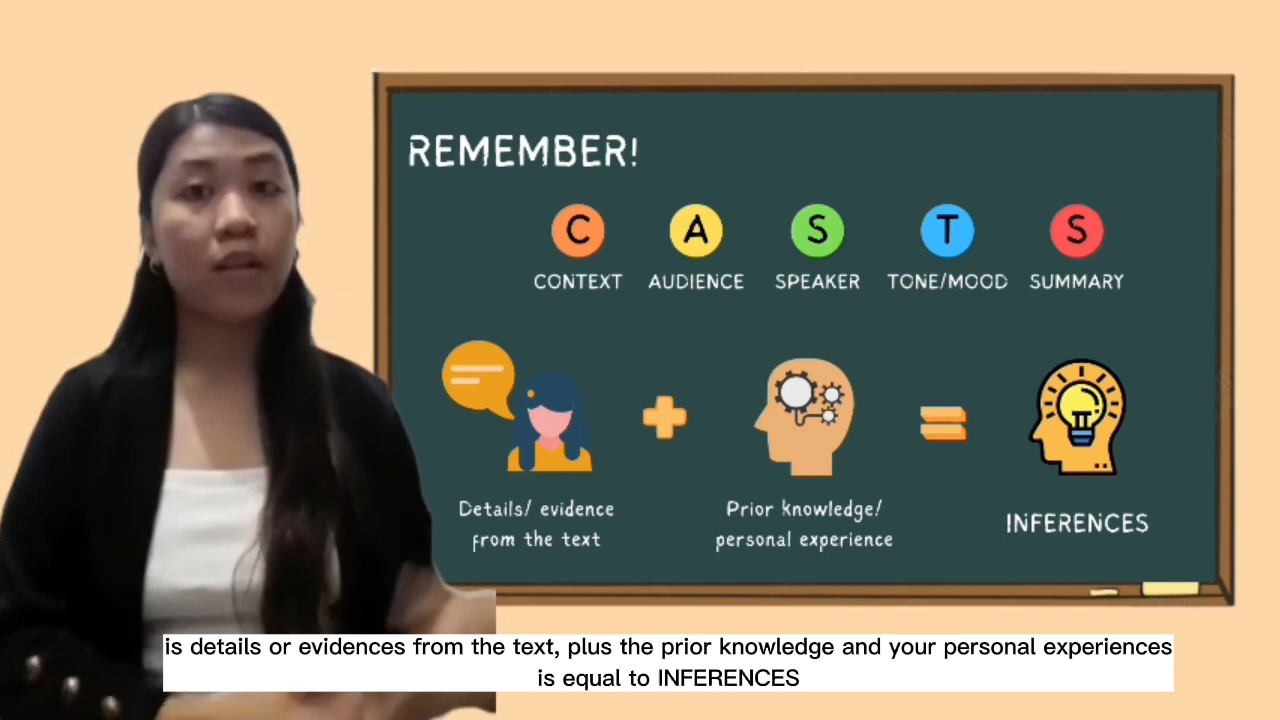 REMEMBER!
C A S T S
CONTEXT AUDIENCE SPEAKER TONE/MOOD SUMMARY
Details/ evidence
from the text
Prior knowledge/
personal experience
INFERENCES
is details or evidences from the text, plus the prior knowledge and your personal experiences
is equal to INFERENCES